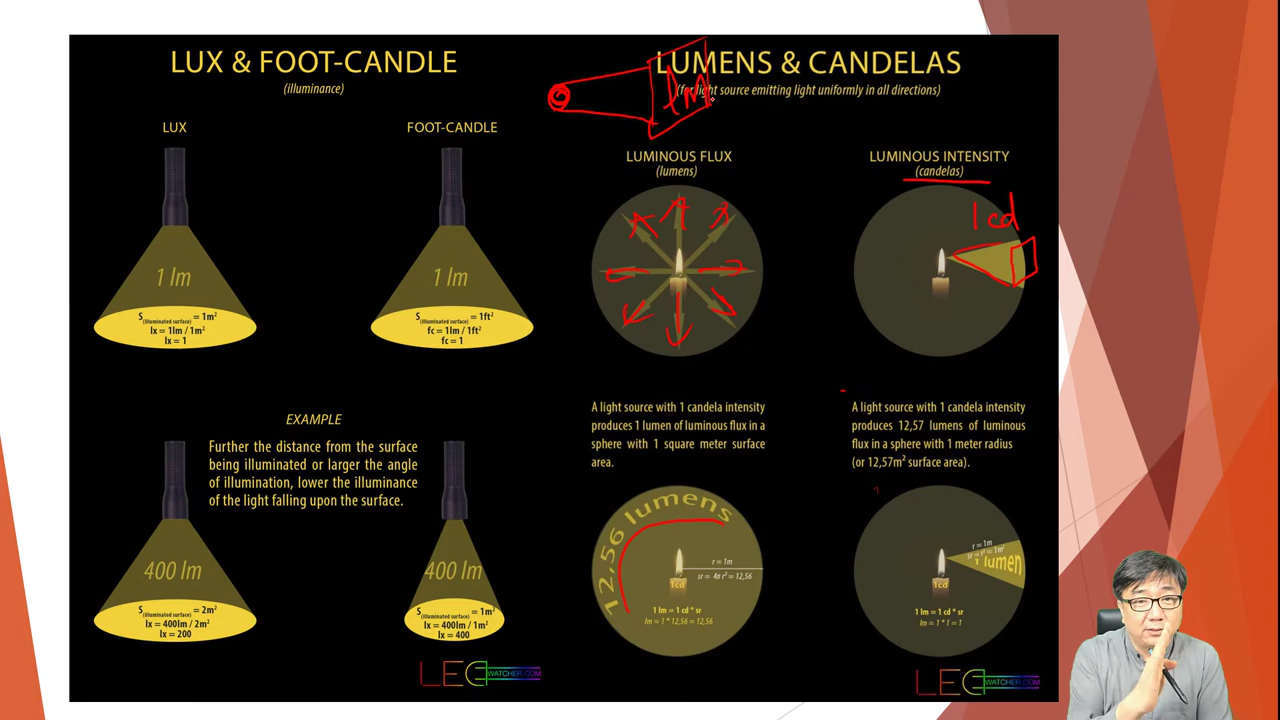 LUX & FOOT-CANDLE
(illuminance)
LUX
FOOT-CANDLE
1 lm
S(illuminated surface) = 1m²
lx = 1lm / 1m²
lx = 1
1 lm
S(illuminated surface) = 1ft²
fc = 1lm / 1ft²
fc = 1
EXAMPLE
Further the distance from the surface
being illuminated or larger the angle
of illumination, lower the illuminance
of the light falling upon the surface.
400 lm
S(illuminated surface) = 2m²
lx = 400lm / 2m²
lx = 200
400 lm
S(illuminated surface) = 1m²
lx = 400lm / 1m²
lx = 400
LED WATCHER.COM
LUMENS & CANDELAS
(for light source emitting light uniformly in all directions)
lm
LUMINOUS FLUX
(lumens)
LUMINOUS INTENSITY
(candelas)
1cd
A light source with 1 candela intensity
produces 1 lumen of luminous flux in a
sphere with 1 square meter surface
area.
A light source with 1 candela intensity
produces 12,57 lumens of luminous
flux in a sphere with 1 meter radius
(or 12,57m² surface area).
12,56 lumens
r = 1m
sr = 4π r² = 12,56
1cd
1 lm = 1 cd * sr
lm = 1 * 12,56 = 12,56
r = 1m
sr = r² = 1m²
1 lumen
1cd
1 lm = 1 cd * sr
lm = 1 * 1 = 1
LED WATCHER.COM